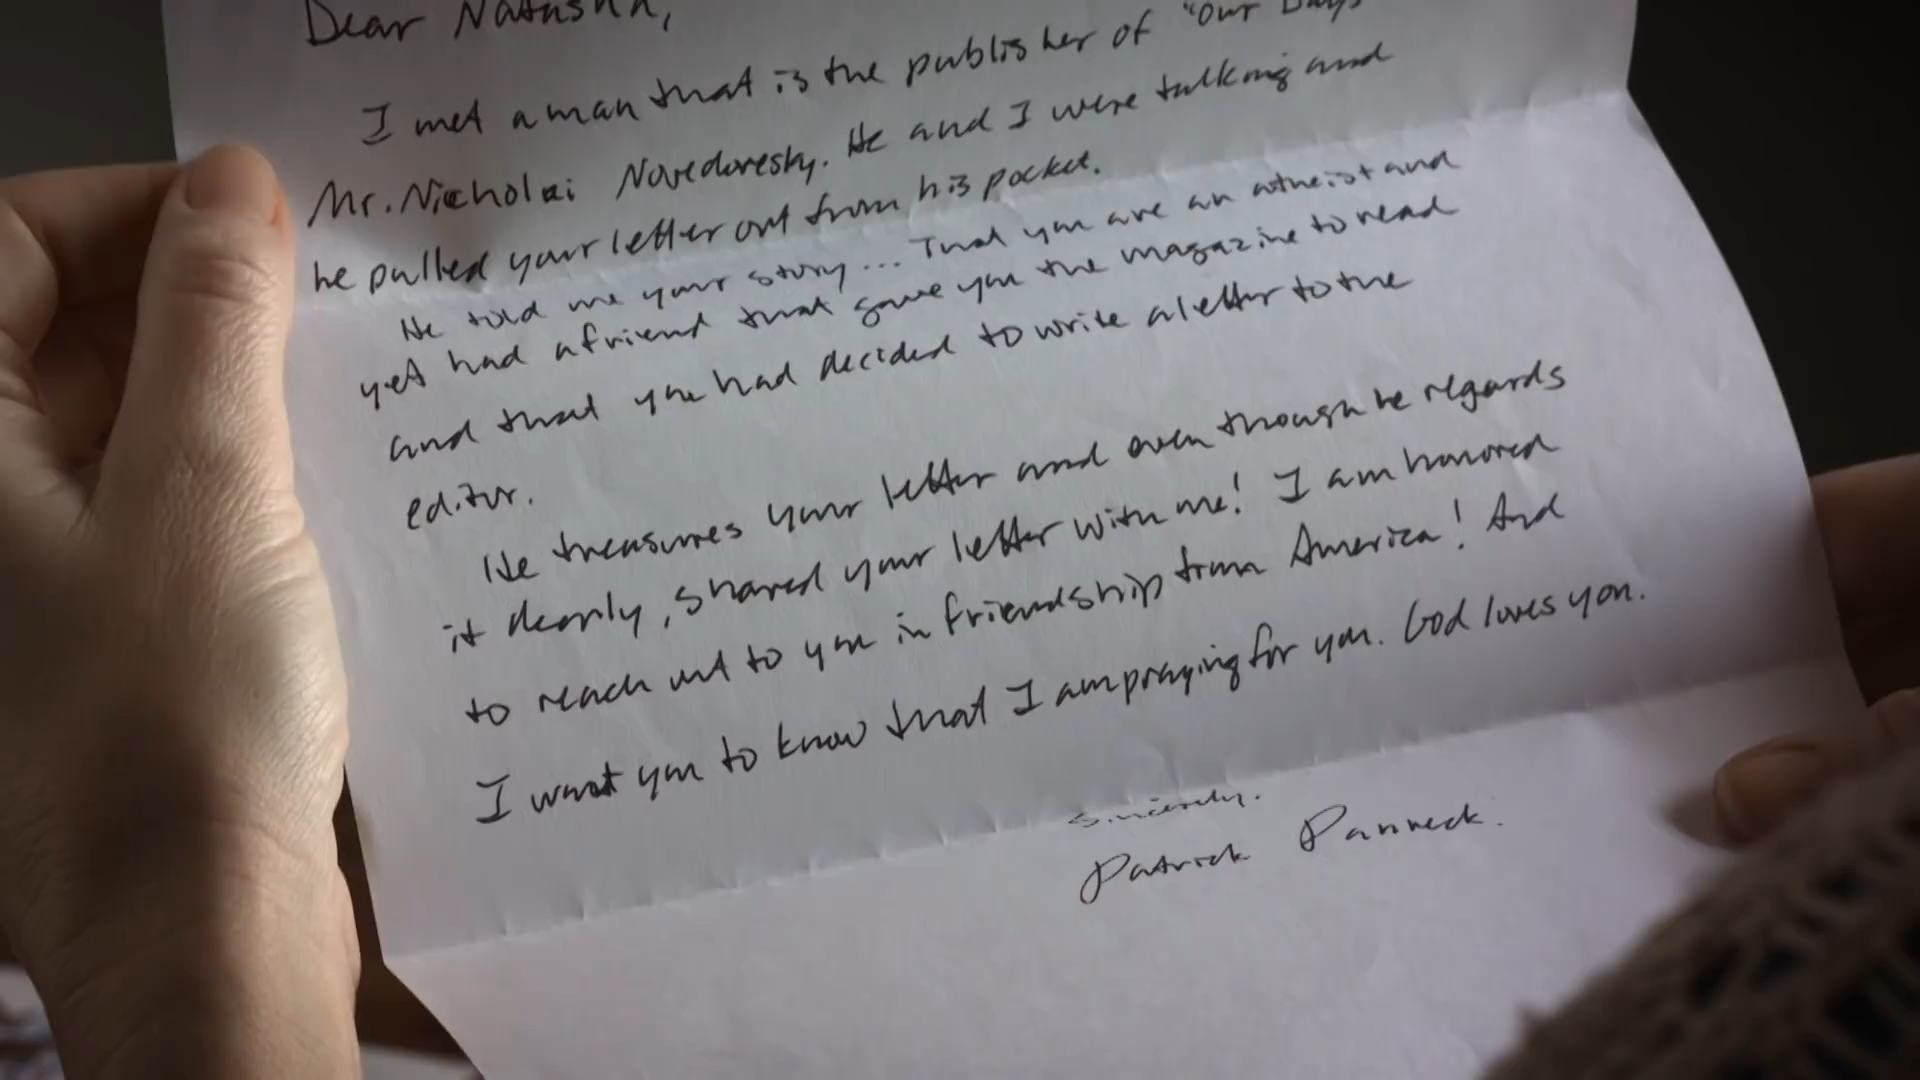 Dear Natasha,
I met a man that is the publisher of "Our Days
Mr. Nicholai Novedvoresky. He and I were talking and
he pulled your letter out from his pocket.
He told me your story... That you are an atheist and
yet had a friend that gave you the magazine to read
and that you had decided to write a letter to the
editor.
He treasures your letter and even though he regards
it dearly, shared your letter with me! I am honored
to reach out to you in friendship from America! And
I want you to know that I am praying for you. God loves you.
Sincerely.
Patrick Panneck.